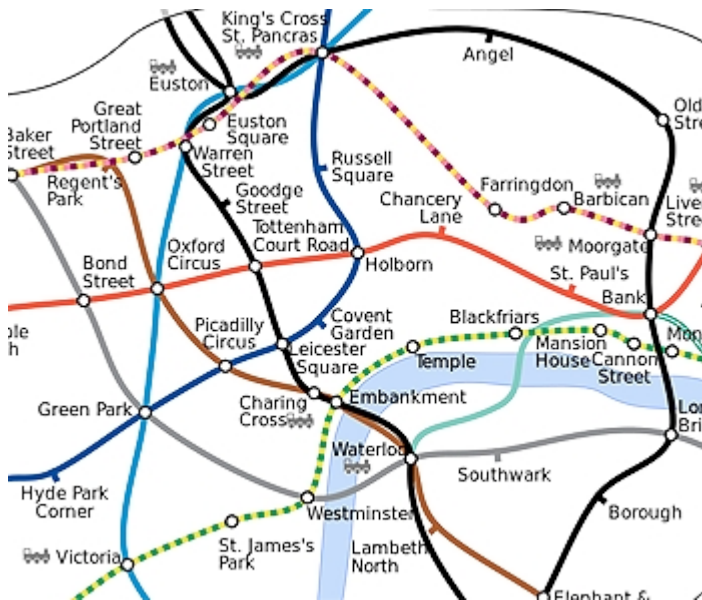 King's Cross
St. Pancras
Angel
Euston
Great
Portland
Street
Euston
Square
Old
Baker
Street
Warren
Street
Russell
Square
Regent's
Park
Goodge
Street
Chancery
Lane
Farringdon
Barbican
Tottenham
Court Road
Oxford
Circus
Moorgate
Holborn
Bond
Street
St. Paul's
Bank
Picadilly
Circus
Covent
Garden
Blackfriars
Leicester
Square
Temple
Mansion
House
Cannon
Street
Green Park
Charing
Cross
Embankment
Waterloo
Southwark
Hyde Park
Corner
Westminster
Borough
St. James's
Park
Lambeth
North
Victoria
Elephant &